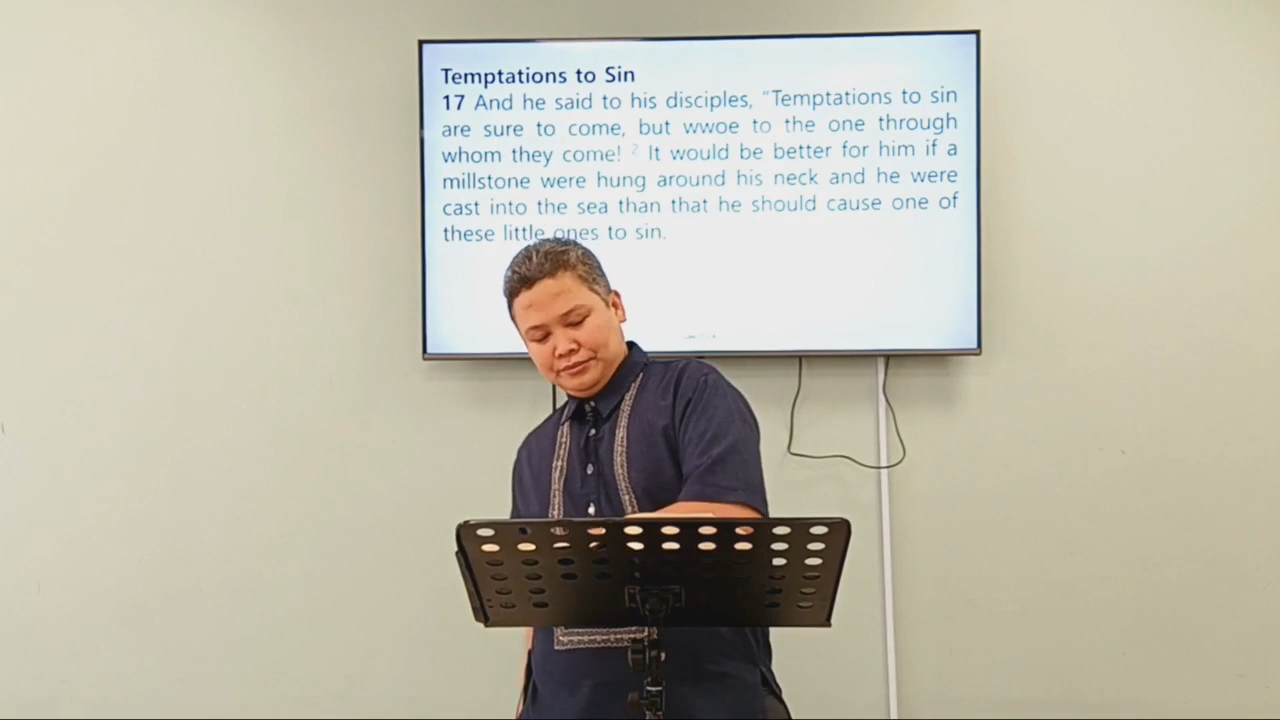 Temptations to Sin
17 And he said to his disciples, “Temptations to sin
are sure to come, but wwoe to the one through
whom they come! 2 It would be better for him if a
millstone were hung around his neck and he were
cast into the sea than that he should cause one of
these little ones to sin.